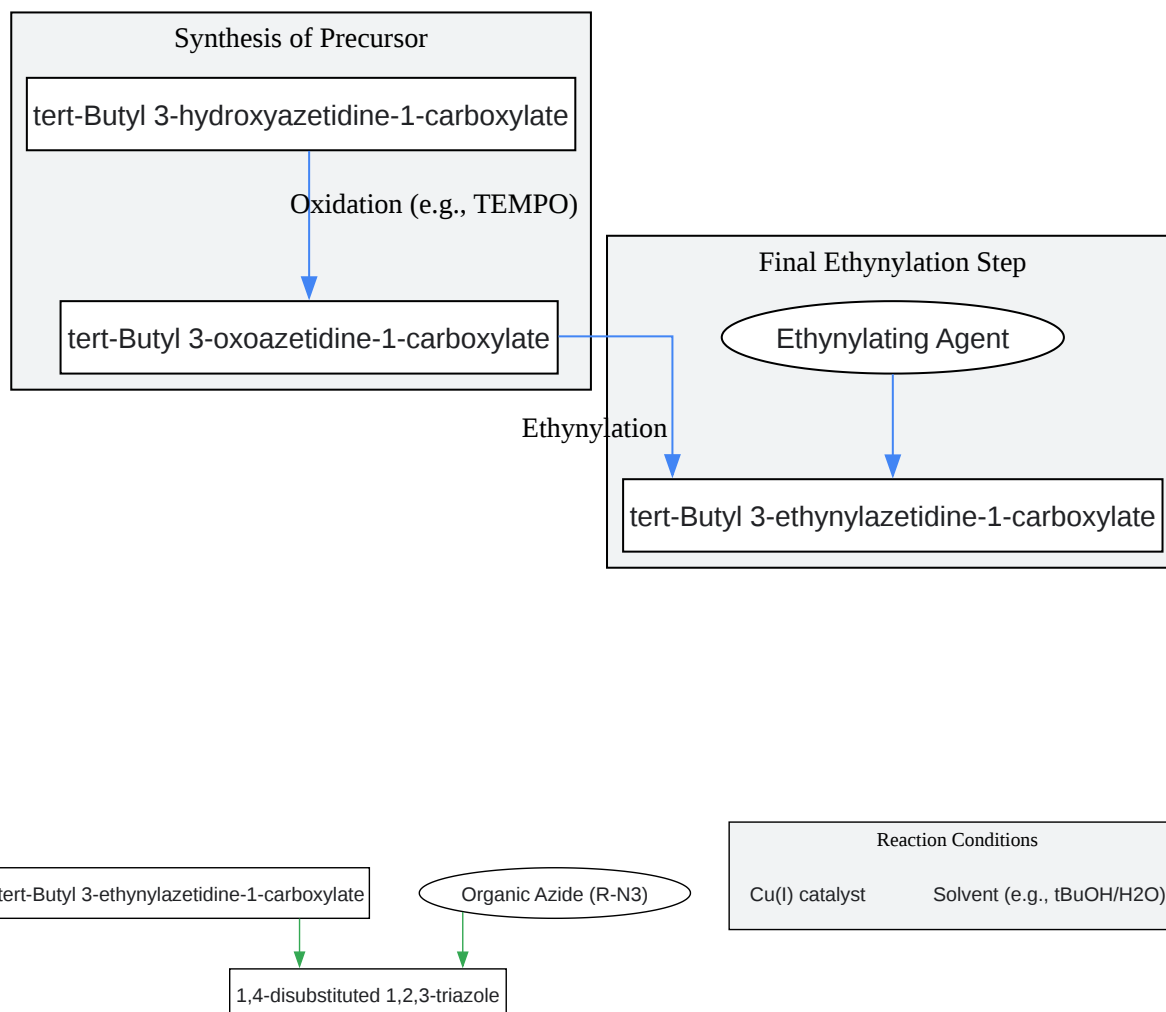 Synthesis of Precursor
tert-Butyl 3-hydroxyazetidine-1-carboxylate
Oxidation (e.g., TEMPO)
tert-Butyl 3-oxoazetidine-1-carboxylate
Final Ethynylation Step
Ethynylating Agent
Ethynylation
tert-Butyl 3-ethynylazetidine-1-carboxylate
Reaction Conditions
Cu(I) catalyst
Solvent (e.g., tBuOH/H2O)
tert-Butyl 3-ethynylazetidine-1-carboxylate
Organic Azide (R-N3)
1,4-disubstituted 1,2,3-triazole